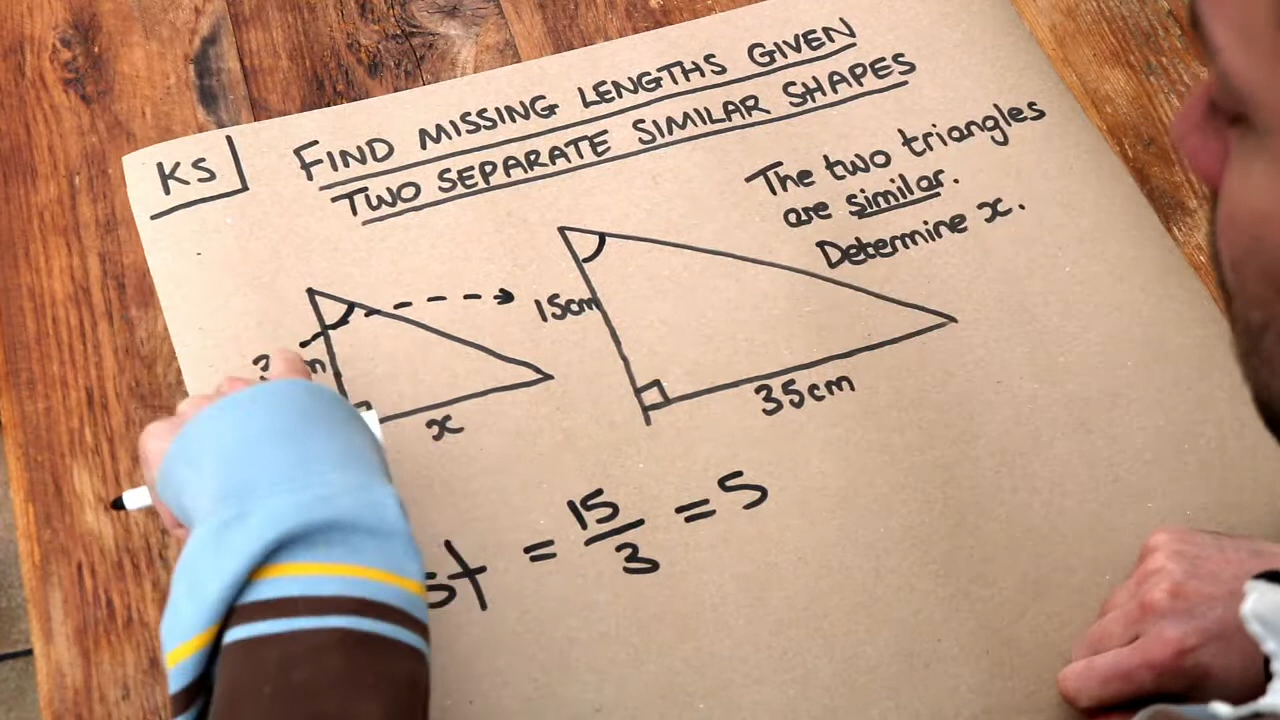 KS
FIND MISSING LENGTHS GIVEN
TWO SEPARATE SIMILAR SHAPES
The two triangles
are similar.
Determine x.
15cm
35cm
x
= 15/3 = 5